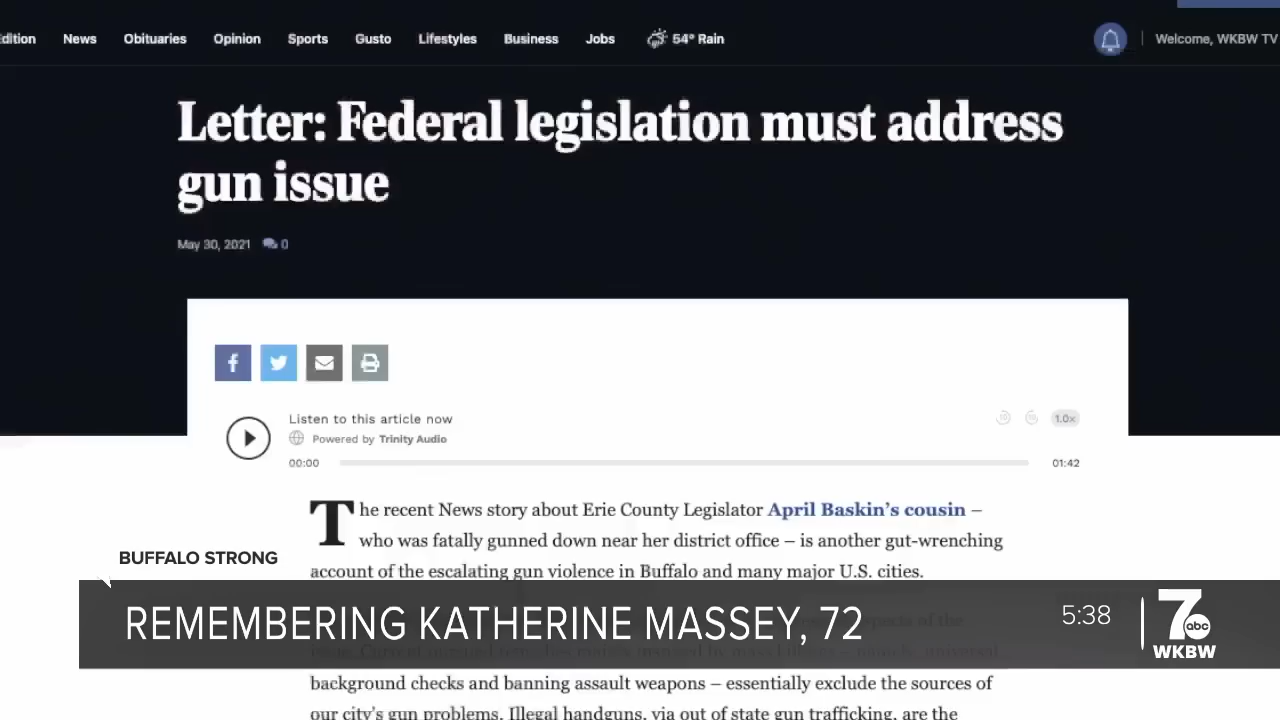 dition News Obituaries Opinion Sports Gusto Lifestyles Business Jobs 54° Rain Welcome, WKBW TV
Letter: Federal legislation must address
gun issue
May 30, 2021 0
Listen to this article now
Powered by Trinity Audio
10 10 1.0x
00:00 01:42
The recent News story about Erie County Legislator April Baskin's cousin –
who was fatally gunned down near her district office – is another gut-wrenching
account of the escalating gun violence in Buffalo and many major U.S. cities.
BUFFALO STRONG
REMEMBERING KATHERINE MASSEY, 72
5:38
7 abc
WKBW
background checks and banning assault weapons – essentially exclude the sources of
our city's gun problems. Illegal handguns, via out of state gun trafficking, are the